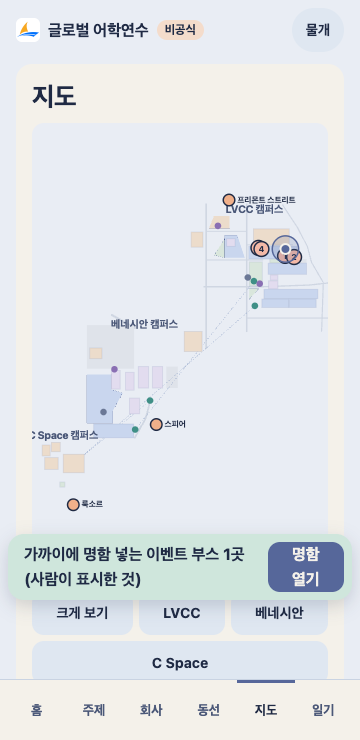 글로벌 어학연수
비공식
물개
지도
프리몬트 스트리트
LVCC 캠퍼스
4
2
베네시안 캠퍼스
스피어
C Space 캠퍼스
룩소르
가까이에 명함 넣는 이벤트 부스 1곳
(사람이 표시한 것)
명함
열기
크게 보기
LVCC
베네시안
C Space
홈
주제
회사
동선
지도
일기